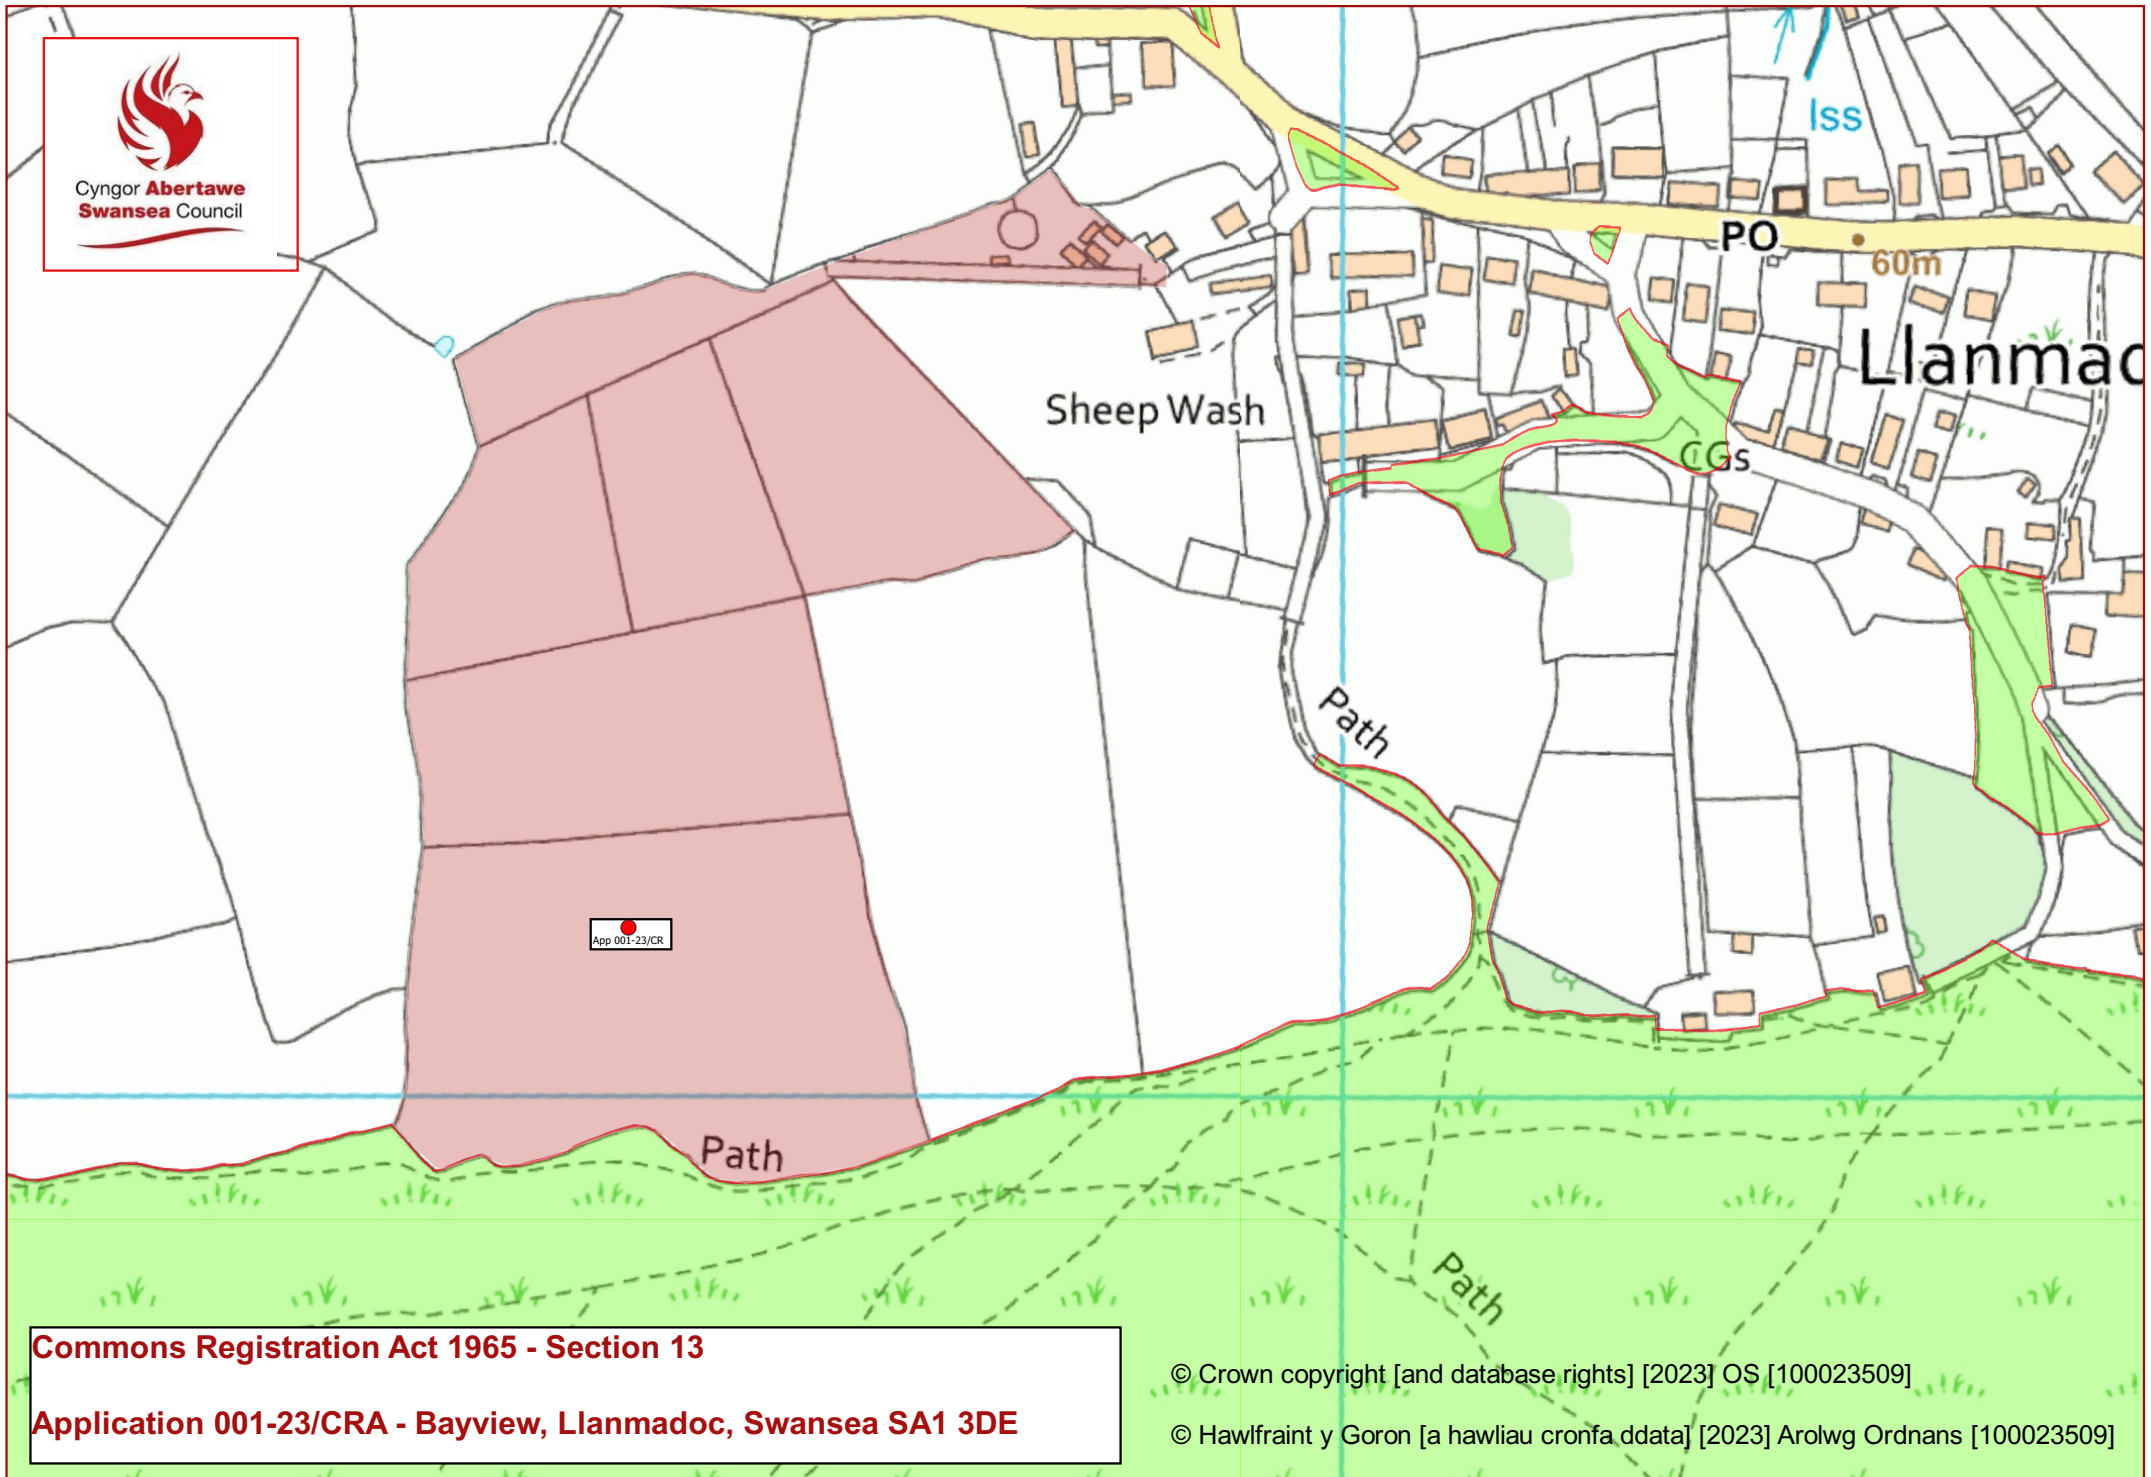 Cyngor Abertawe
Swansea Council
Iss
PO
60m
Llanmad
Sheep Wash
CGs
Path
App 001-23/CR
Path
Path
Commons Registration Act 1965 - Section 13
Application 001-23/CRA - Bayview, Llanmadoc, Swansea SA1 3DE
© Crown copyright [and database rights] [2023] OS [100023509]
© Hawlfraint y Goron [a hawliau cronfa ddata] [2023] Arolwg Ordnans [100023509]